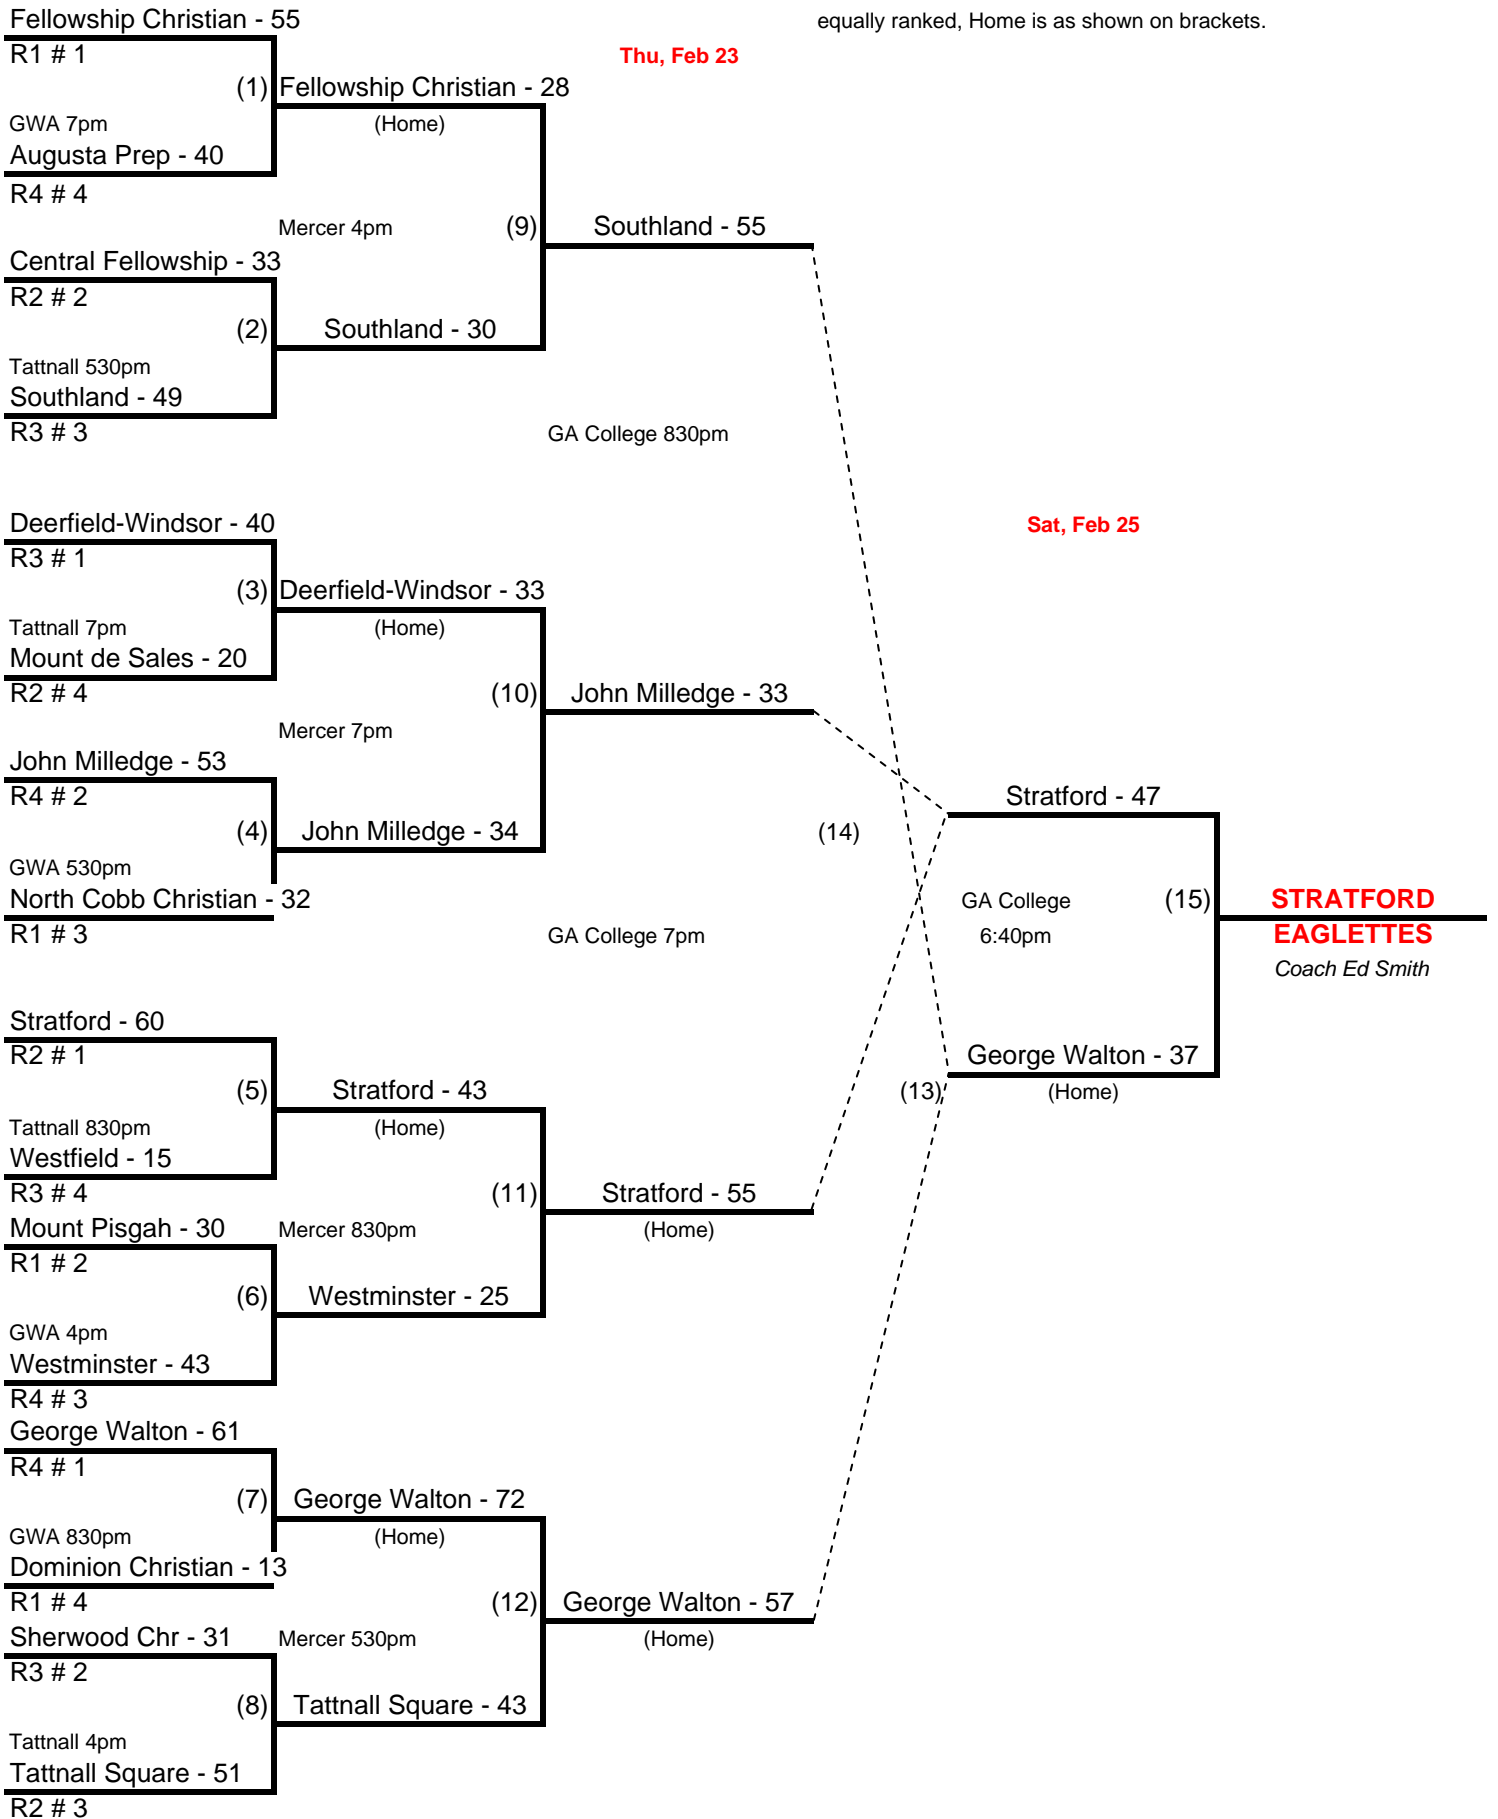 Fellowship Christian - 55
equally ranked, Home is as shown on brackets.
R1 # 1
Thu, Feb 23
(1)
Fellowship Christian - 28
GWA 7pm
(Home)
Augusta Prep - 40
R4 # 4
Mercer 4pm
(9)
Southland - 55
Central Fellowship - 33
R2 # 2
(2)
Southland - 30
Tattnall 530pm
Southland - 49
R3 # 3
GA College 830pm
Deerfield-Windsor - 40
Sat, Feb 25
R3 # 1
(3)
Deerfield-Windsor - 33
Tattnall 7pm
(Home)
Mount de Sales - 20
R2 # 4
(10)
John Milledge - 33
Mercer 7pm
John Milledge - 53
R4 # 2
Stratford - 47
(4)
John Milledge - 34
(14)
GWA 530pm
North Cobb Christian - 32
GA College
(15)
STRATFORD
R1 # 3
GA College 7pm
6:40pm
EAGLETTES
Coach Ed Smith
Stratford - 60
R2 # 1
George Walton - 37
(5)
Stratford - 43
(13)
(Home)
Tattnall 830pm
(Home)
Westfield - 15
R3 # 4
(11)
Stratford - 55
Mount Pisgah - 30
Mercer 830pm
(Home)
R1 # 2
(6)
Westminster - 25
GWA 4pm
Westminster - 43
R4 # 3
George Walton - 61
R4 # 1
(7)
George Walton - 72
GWA 830pm
(Home)
Dominion Christian - 13
R1 # 4
(12)
George Walton - 57
Sherwood Chr - 31
Mercer 530pm
(Home)
R3 # 2
(8)
Tattnall Square - 43
Tattnall 4pm
Tattnall Square - 51
R2 # 3